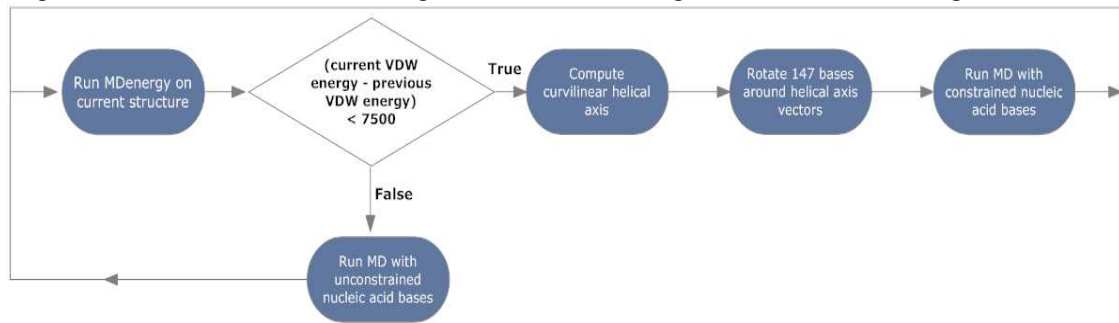 Run MDenergy on
current structure
(current VDW
energy - previous
VDW energy)
< 7500
True
Compute
curvilinear helical
axis
Rotate 147 bases
around helical axis
vectors
Run MD with
constrained nucleic
acid bases
False
Run MD with
unconstrained
nucleic acid bases